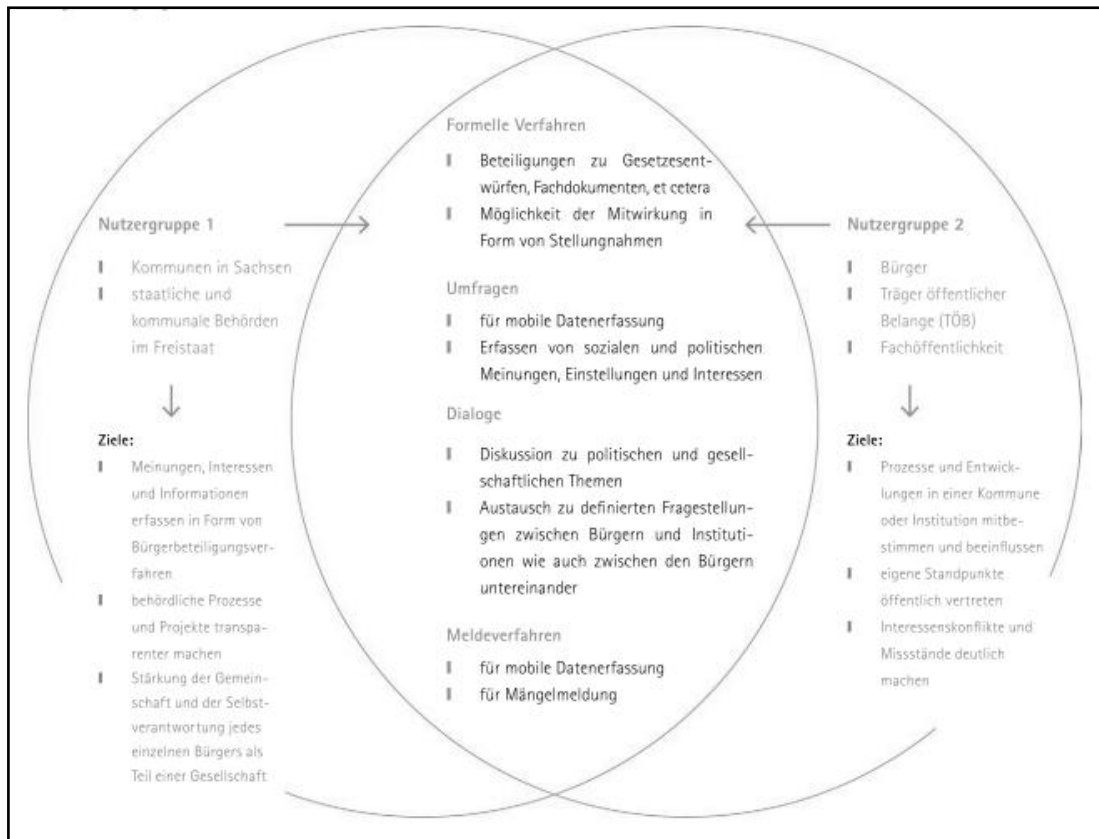 Nutzergruppe 1
Kommunen in Sachsen
staatliche und
kommunale Behörden
im Freistaat
Ziele:
Meinungen, Interessen
und Informationen
erfassen in Form von
Bürgerbeteiligungsver-
fahren
behördliche Prozesse
und Projekte transpa-
renter machen
Stärkung der Gemein-
schaft und der Selbst-
verantwortung jedes
einzelnen Bürgers als
Teil einer Gesellschaft
Formelle Verfahren
Beteiligungen zu Gesetzesent-
würfen, Fachdokumenten, et cetera
Möglichkeit der Mitwirkung in
Form von Stellungnahmen
Umfragen
für mobile Datenerfassung
Erfassen von sozialen und politischen
Meinungen, Einstellungen und Interessen
Dialoge
Diskussion zu politischen und gesell-
schaftlichen Themen
Austausch zu definierten Fragestellun-
gen zwischen Bürgern und Instituti-
onen wie auch zwischen den Bürgern
untereinander
Meldeverfahren
für mobile Datenerfassung
für Mängelmeldung
Nutzergruppe 2
Bürger
Träger öffentlicher
Belange (TÖB)
Fachöffentlichkeit
Ziele:
Prozesse und Entwick-
lungen in einer Kommune
oder Institution mitbe-
stimmen und beeinflussen
eigene Standpunkte
öffentlich vertreten
Interessenskonflikte und
Missstände deutlich
machen